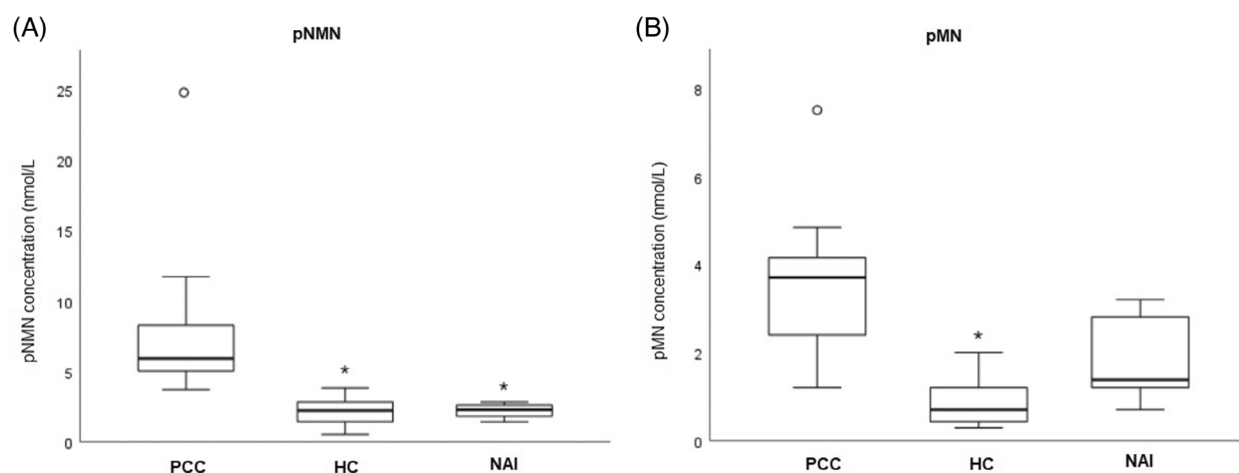 (A)
pNMN
pNMN concentration (nmol/L
25
20
15
10
5
0
*
*
PCC HC NAI
(B)
pMN
pMN concentration (nmol/L)
8
6
4
2
0
*
PCC HC NAI